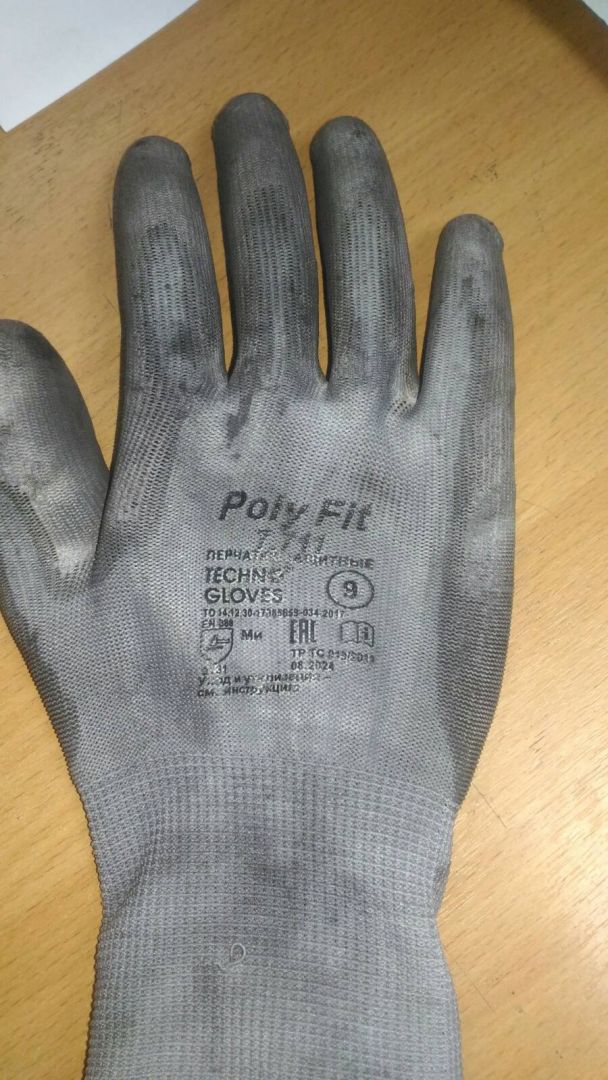 Poly Fit
ПЕРЧАТКИ ЗАЩИТНЫЕ
TECHNO
GLOVES
9
EN 388
Ми
EAC
ТР ТС 019/2011
08.2024
Уход и утилизация –
см. инструкцию